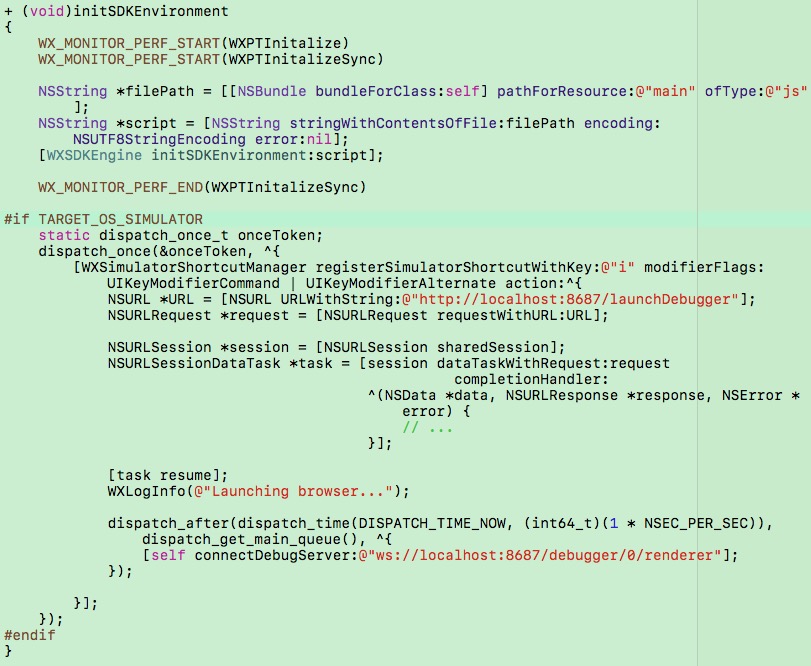 + (void)initSDKEnvironment
{
    WX_MONITOR_PERF_START(WXPTInitalize)
    WX_MONITOR_PERF_START(WXPTInitalizeSync)

    NSString *filePath = [[NSBundle bundleForClass:self] pathForResource:@"main" ofType:@"js"
        ];
    NSString *script = [NSString stringWithContentsOfFile:filePath encoding:
        NSUTF8StringEncoding error:nil];
    [WXSDKEngine initSDKEnvironment:script];

    WX_MONITOR_PERF_END(WXPTInitalizeSync)

#if TARGET_OS_SIMULATOR
    static dispatch_once_t onceToken;
    dispatch_once(&onceToken, ^{
        [WXSimulatorShortcutManager registerSimulatorShortcutWithKey:@"i" modifierFlags:
            UIKeyModifierCommand | UIKeyModifierAlternate action:^{
            NSURL *URL = [NSURL URLWithString:@"http://localhost:8687/launchDebugger"];
            NSURLRequest *request = [NSURLRequest requestWithURL:URL];

            NSURLSession *session = [NSURLSession sharedSession];
            NSURLSessionDataTask *task = [session dataTaskWithRequest:request
                                                    completionHandler:
                                          ^(NSData *data, NSURLResponse *response, NSError *
                                              error) {
                                              // ...
                                          }];

            [task resume];
            WXLogInfo(@"Launching browser...");

            dispatch_after(dispatch_time(DISPATCH_TIME_NOW, (int64_t)(1 * NSEC_PER_SEC)),
                dispatch_get_main_queue(), ^{
                [self connectDebugServer:@"ws://localhost:8687/debugger/0/renderer"];
            });

        }];
    });
#endif
}